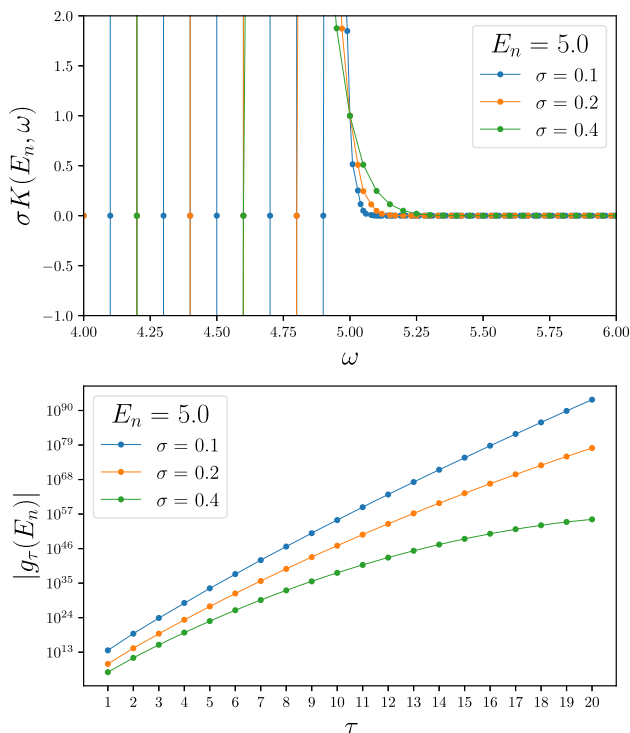 2.0
1.5
1.0
0.5
0.0
−0.5
−1.0
σK(E_n, ω)
E_n = 5.0
σ = 0.1
σ = 0.2
σ = 0.4
4.00 4.25 4.50 4.75 5.00 5.25 5.50 5.75 6.00
ω
10^90
10^79
10^68
10^57
10^46
10^35
10^24
10^13
|g_τ(E_n)|
E_n = 5.0
σ = 0.1
σ = 0.2
σ = 0.4
1 2 3 4 5 6 7 8 9 10 11 12 13 14 15 16 17 18 19 20
τ